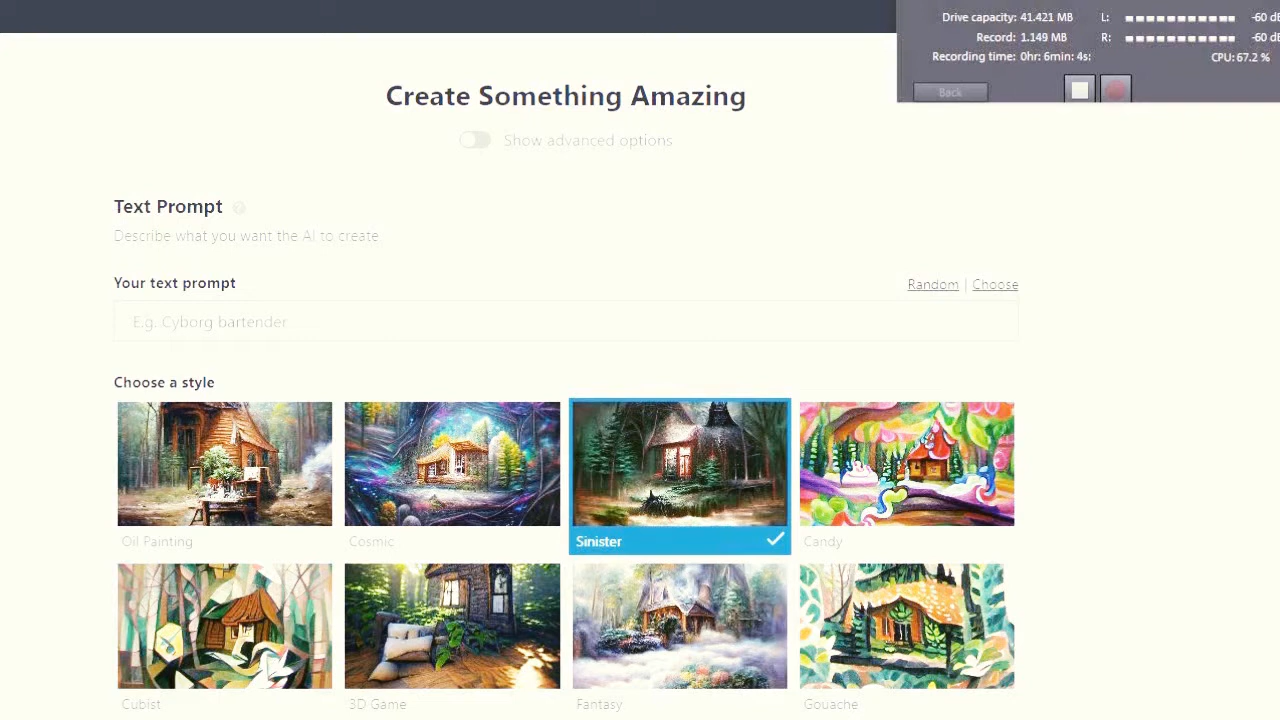 Drive capacity: 41.421 MB L: -60 dB
Record: 1.149 MB R: -60 dB
Recording time: 0hr: 6min: 4s: CPU: 67.2 %
Back
Create Something Amazing
Show advanced options
Text Prompt ?
Describe what you want the AI to create
Your text prompt Random | Choose
E.g. Cyborg bartender
Choose a style
Oil Painting Cosmic Sinister Candy
Cubist 3D Game Fantasy Gouache